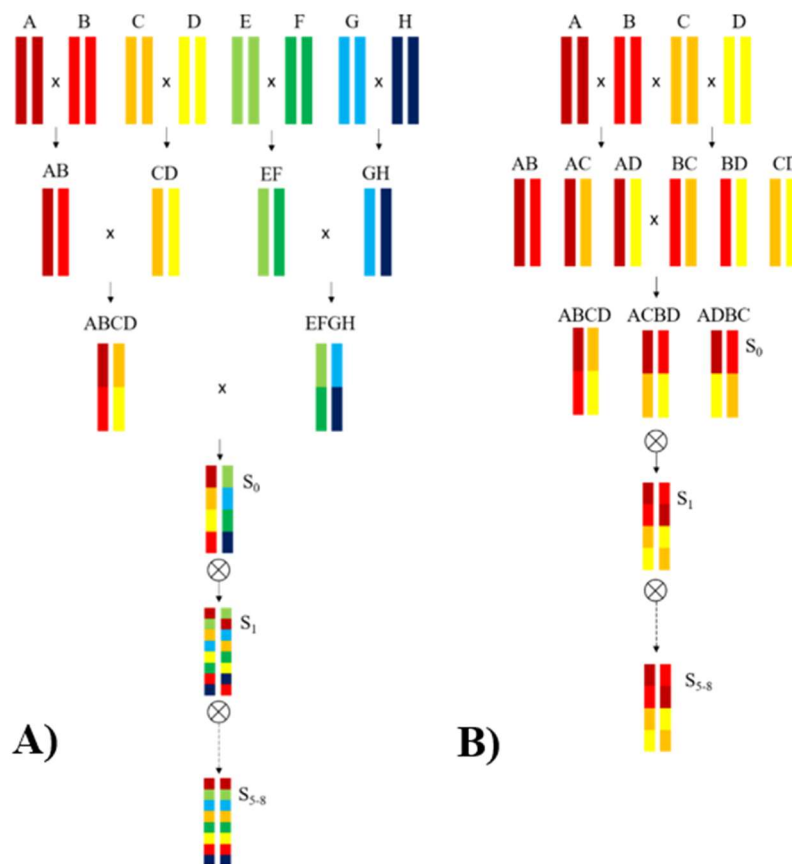 A B C D E F G H
x x x x
AB CD EF GH
x x
ABCD EFGH
x
S0
S1
S5-8
A)
A B C D
x x x
AB AC AD BC BD CD
x
ABCD ACBD ADBC
S0
S1
S5-8
B)